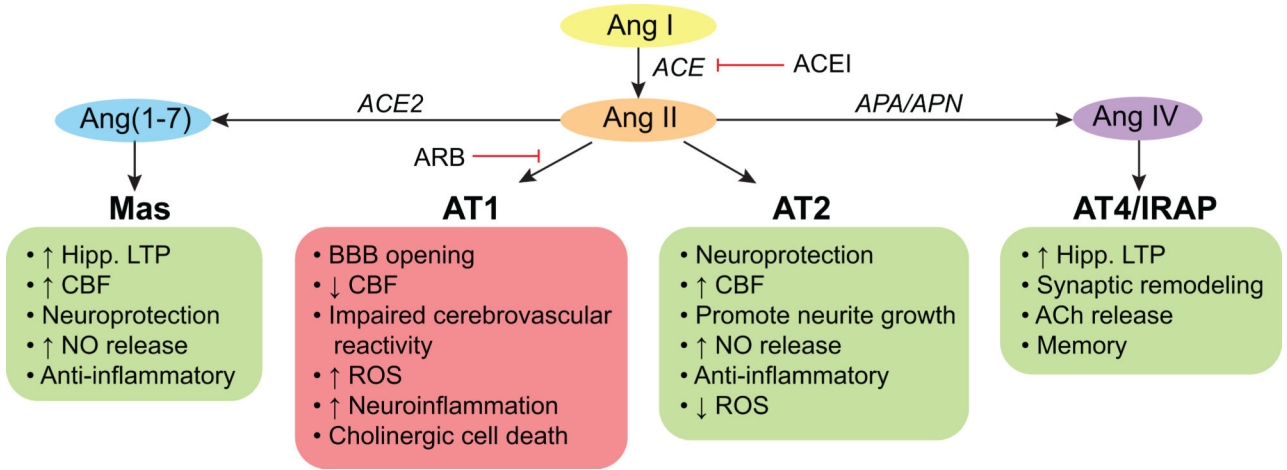 Ang I
ACE
ACEI
ACE2
APA/APN
Ang(1-7)
Ang II
Ang IV
ARB
Mas
• ↑ Hipp. LTP
• ↑ CBF
• Neuroprotection
• ↑ NO release
• Anti-inflammatory
AT1
• BBB opening
• ↓ CBF
• Impaired cerebrovascular
reactivity
• ↑ ROS
• ↑ Neuroinflammation
• Cholinergic cell death
AT2
• Neuroprotection
• ↑ CBF
• Promote neurite growth
• ↑ NO release
• Anti-inflammatory
• ↓ ROS
AT4/IRAP
• ↑ Hipp. LTP
• Synaptic remodeling
• ACh release
• Memory